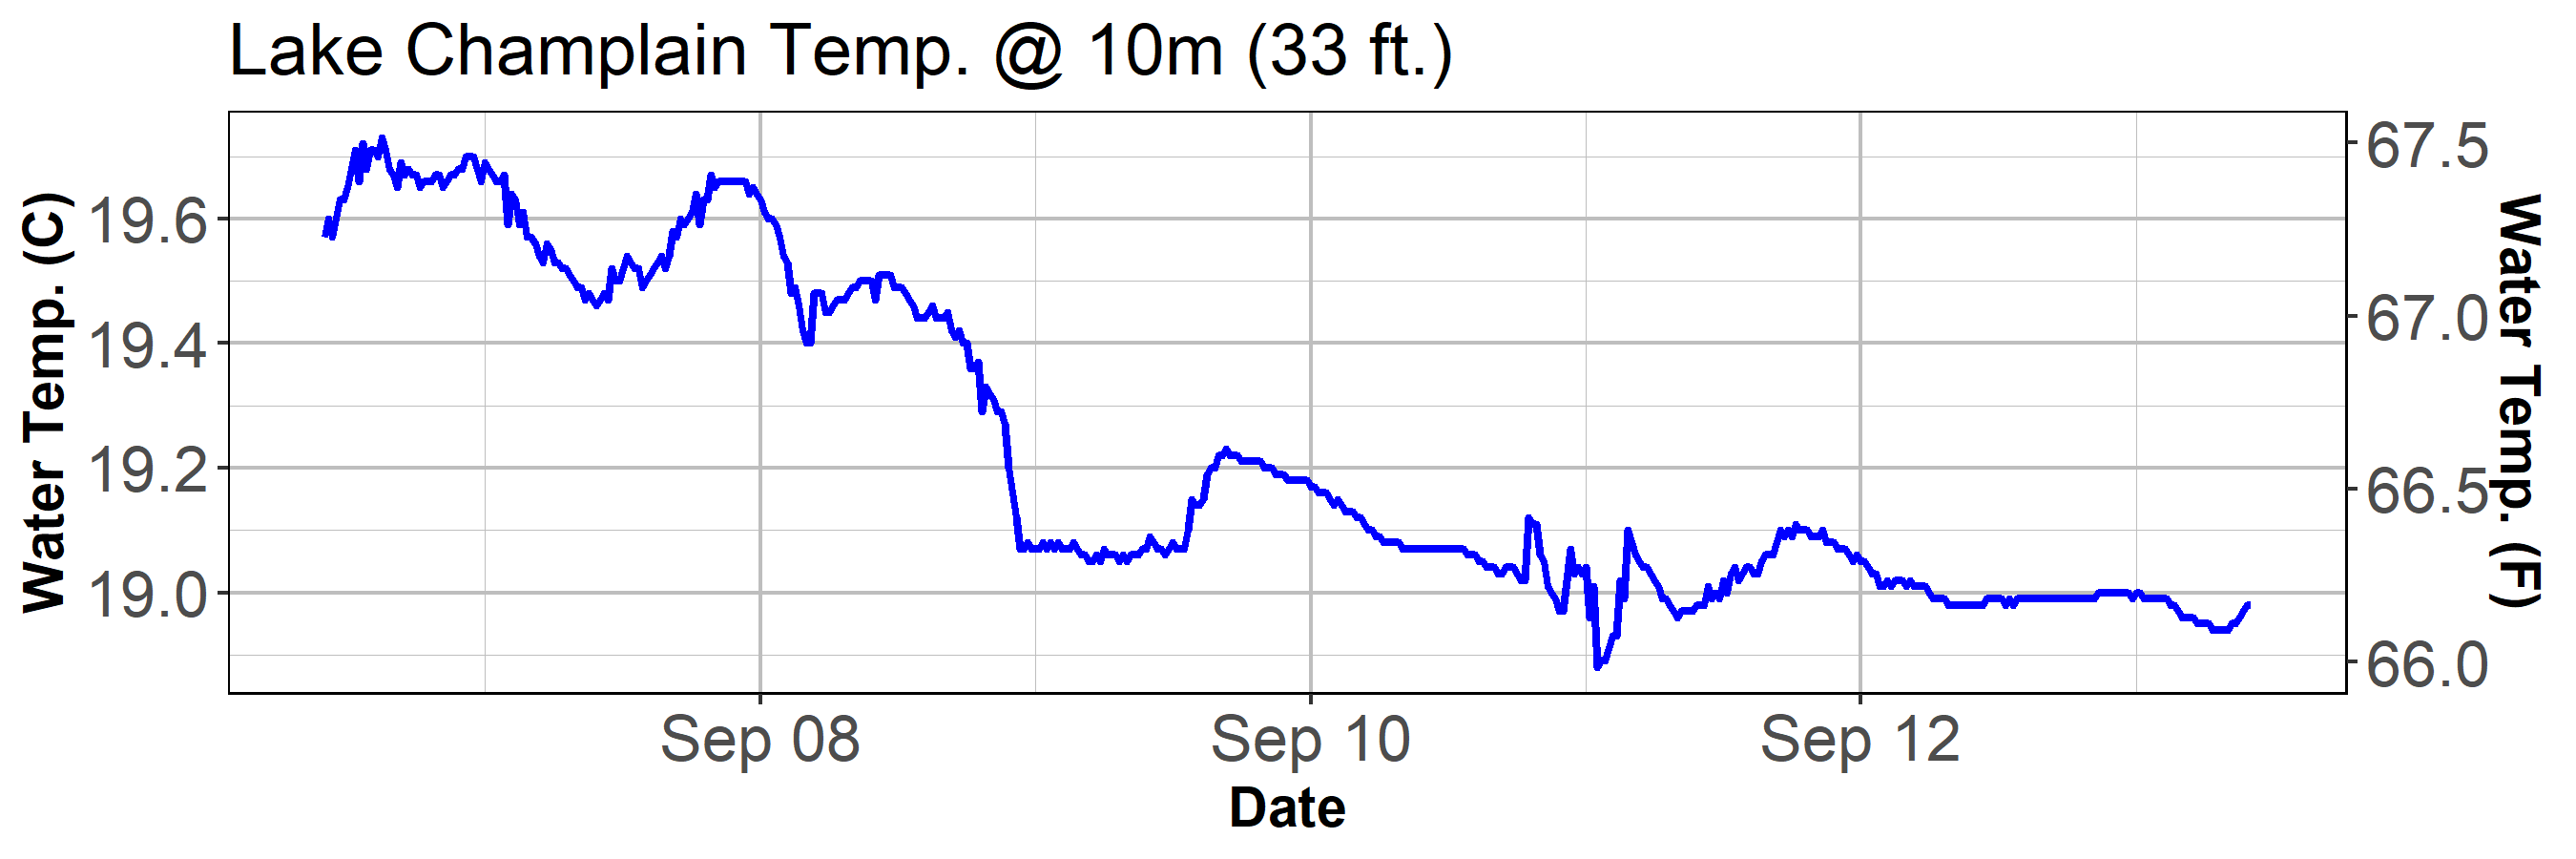 Lake Champlain Temp. @ 10m (33 ft.)
Water Temp. (C)
19.6
19.4
19.2
19.0
67.5
67.0
66.5
66.0
Water Temp. (F)
Sep 08
Sep 10
Sep 12
Date